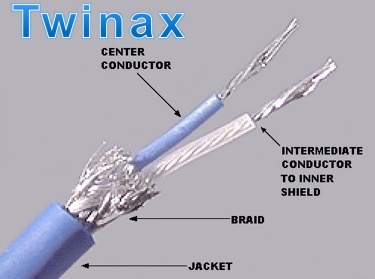 Twinax
CENTER
CONDUCTOR
INTERMEDIATE
CONDUCTOR
TO INNER
SHIELD
BRAID
JACKET